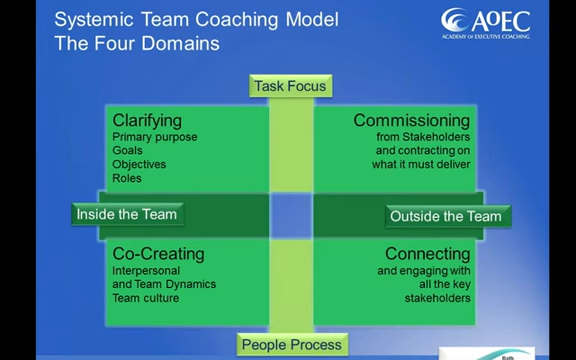 Systemic Team Coaching Model
The Four Domains
AOEC
ACADEMY OF EXECUTIVE COACHING
Task Focus
Clarifying
Primary purpose
Goals
Objectives
Roles
Commissioning
from Stakeholders
and contracting on
what it must deliver
Inside the Team
Outside the Team
Co-Creating
Interpersonal
and Team Dynamics
Team culture
Connecting
and engaging with
all the key
stakeholders
People Process
Bath